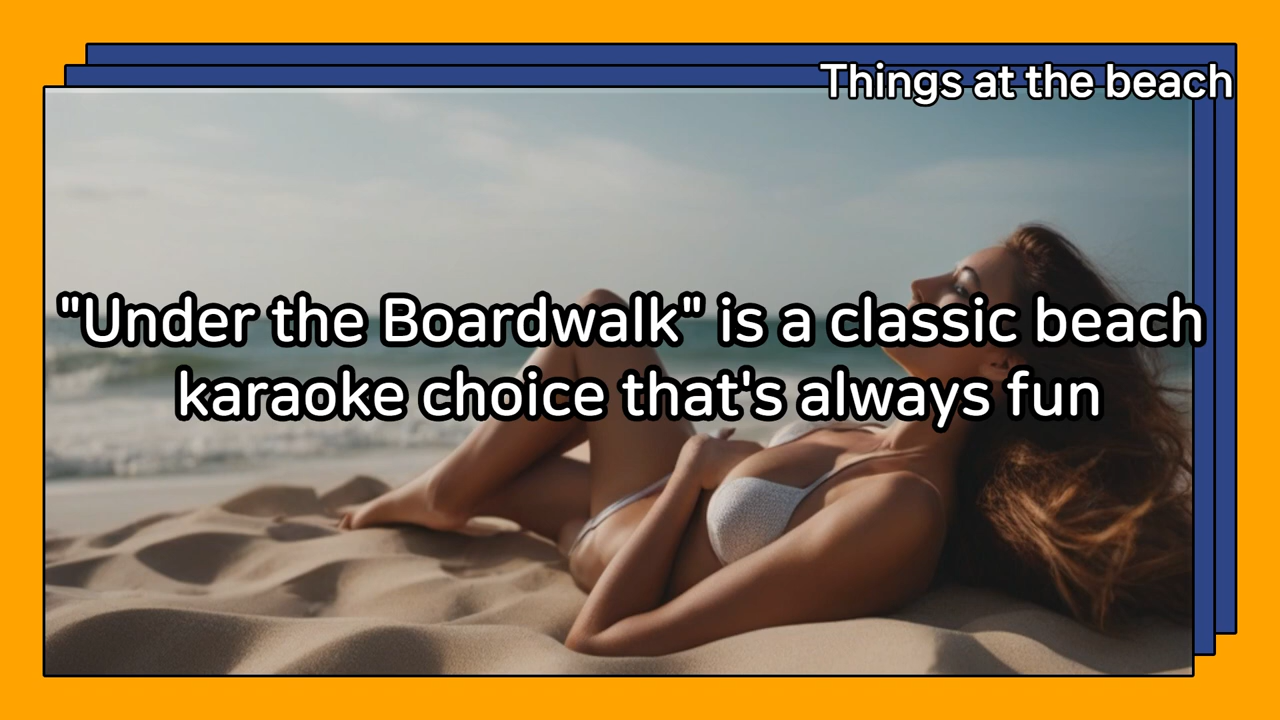 Things at the beach
"Under the Boardwalk" is a classic beach
karaoke choice that's always fun